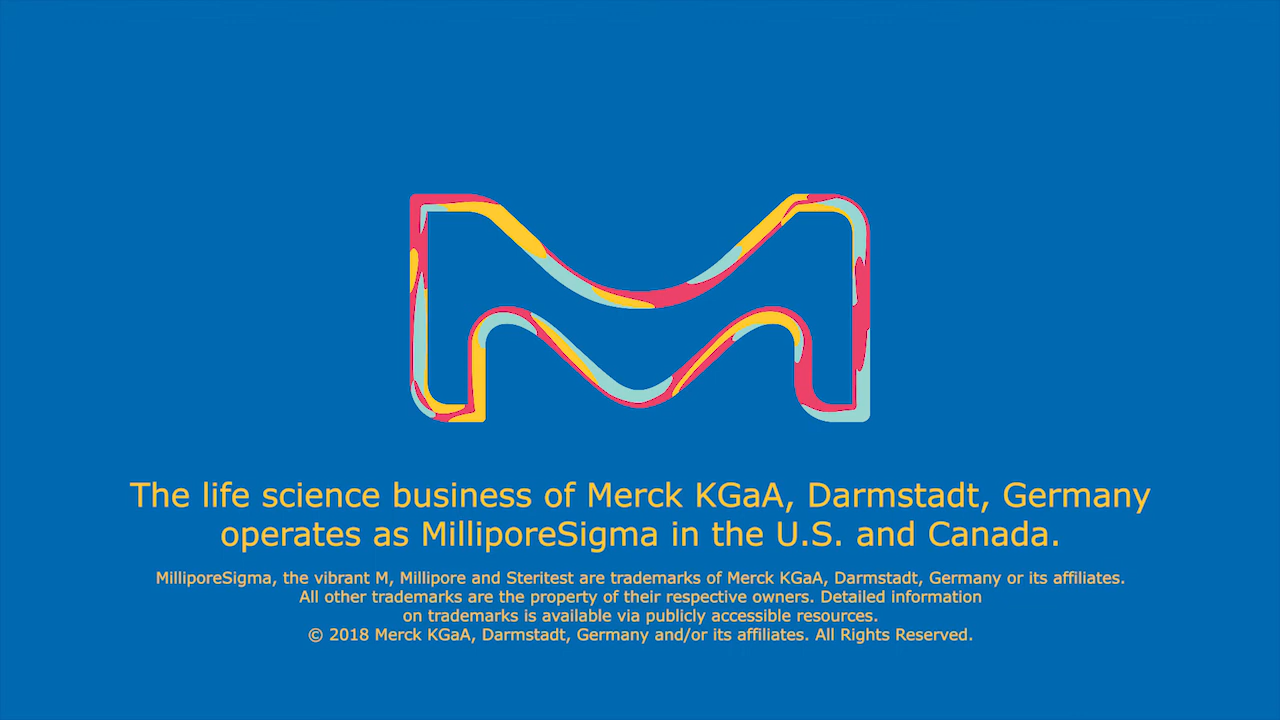 The life science business of Merck KGaA, Darmstadt, Germany
operates as MilliporeSigma in the U.S. and Canada.
MilliporeSigma, the vibrant M, Millipore and Steritest are trademarks of Merck KGaA, Darmstadt, Germany or its affiliates.
All other trademarks are the property of their respective owners. Detailed information
on trademarks is available via publicly accessible resources.
© 2018 Merck KGaA, Darmstadt, Germany and/or its affiliates. All Rights Reserved.